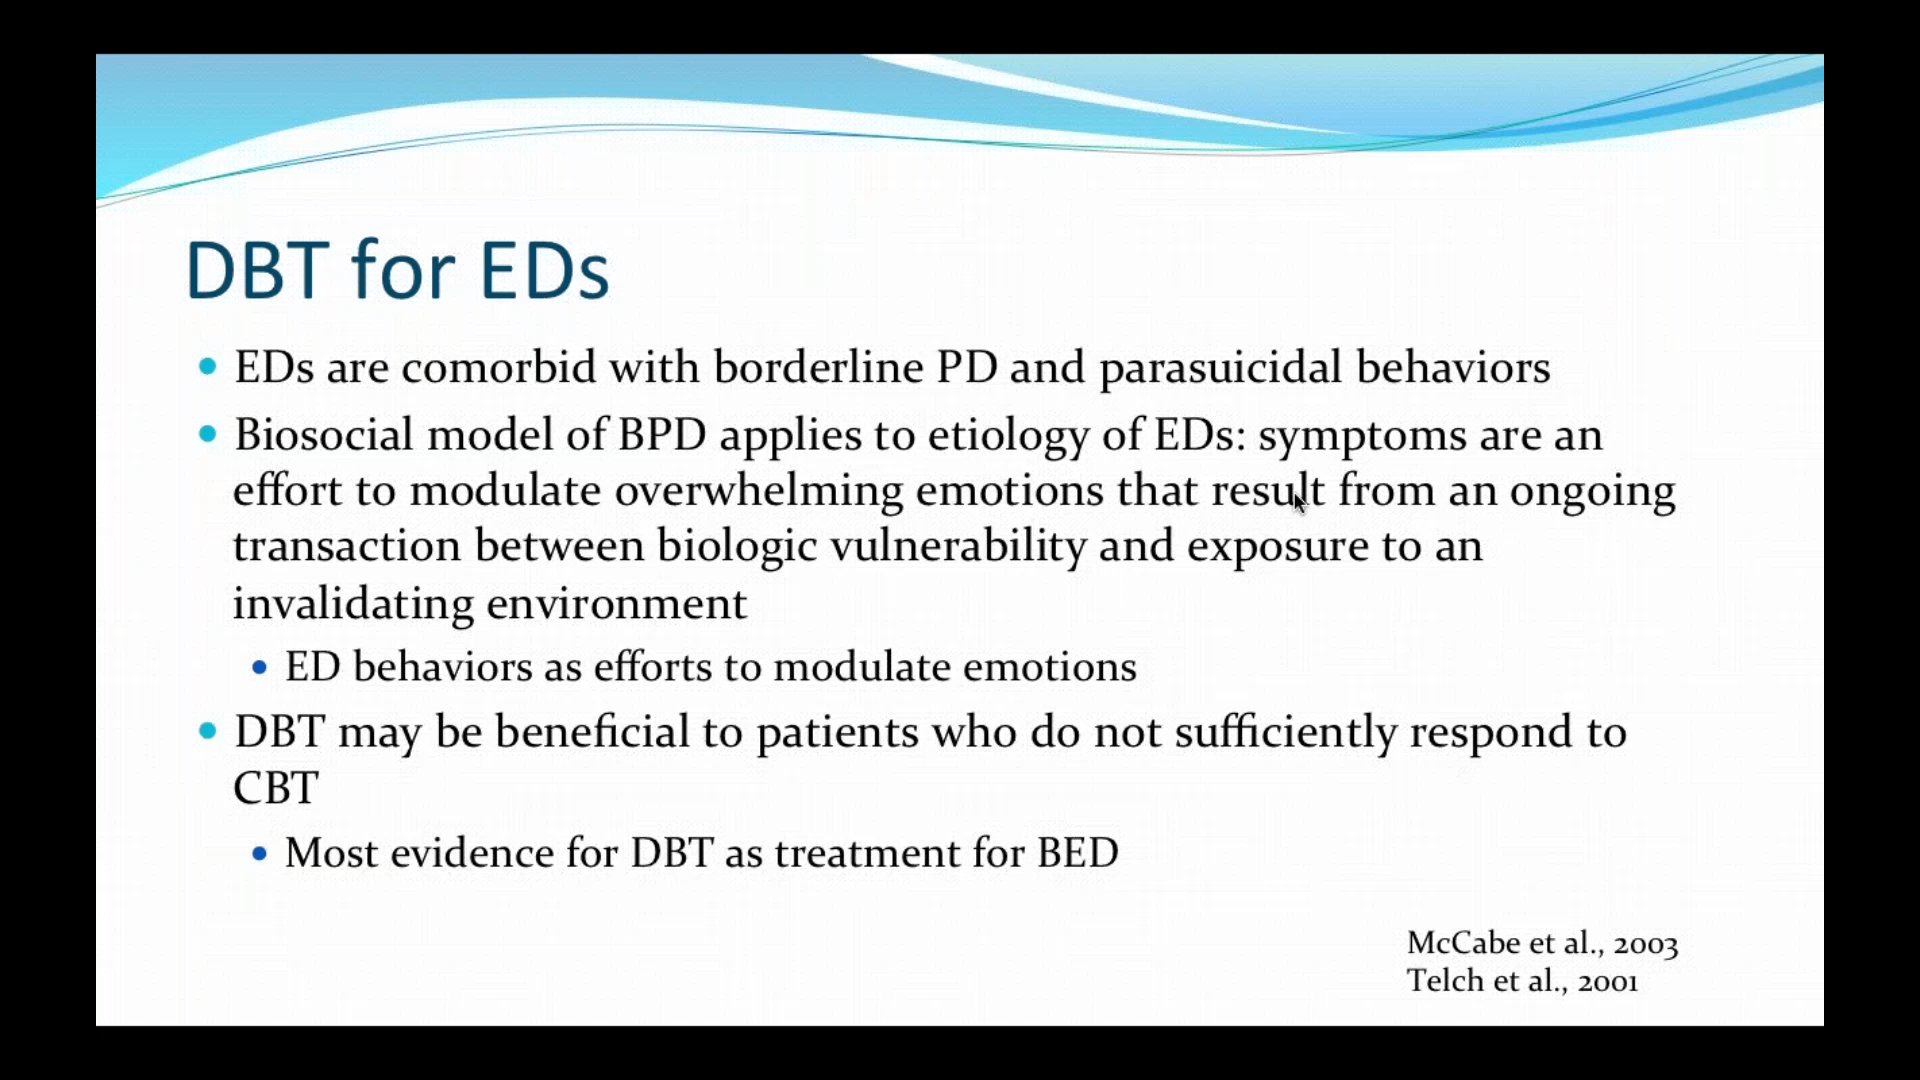 DBT for EDs
• EDs are comorbid with borderline PD and parasuicidal behaviors
• Biosocial model of BPD applies to etiology of EDs: symptoms are an
effort to modulate overwhelming emotions that result from an ongoing
transaction between biologic vulnerability and exposure to an
invalidating environment
• ED behaviors as efforts to modulate emotions
• DBT may be beneficial to patients who do not sufficiently respond to
CBT
• Most evidence for DBT as treatment for BED
McCabe et al., 2003
Telch et al., 2001